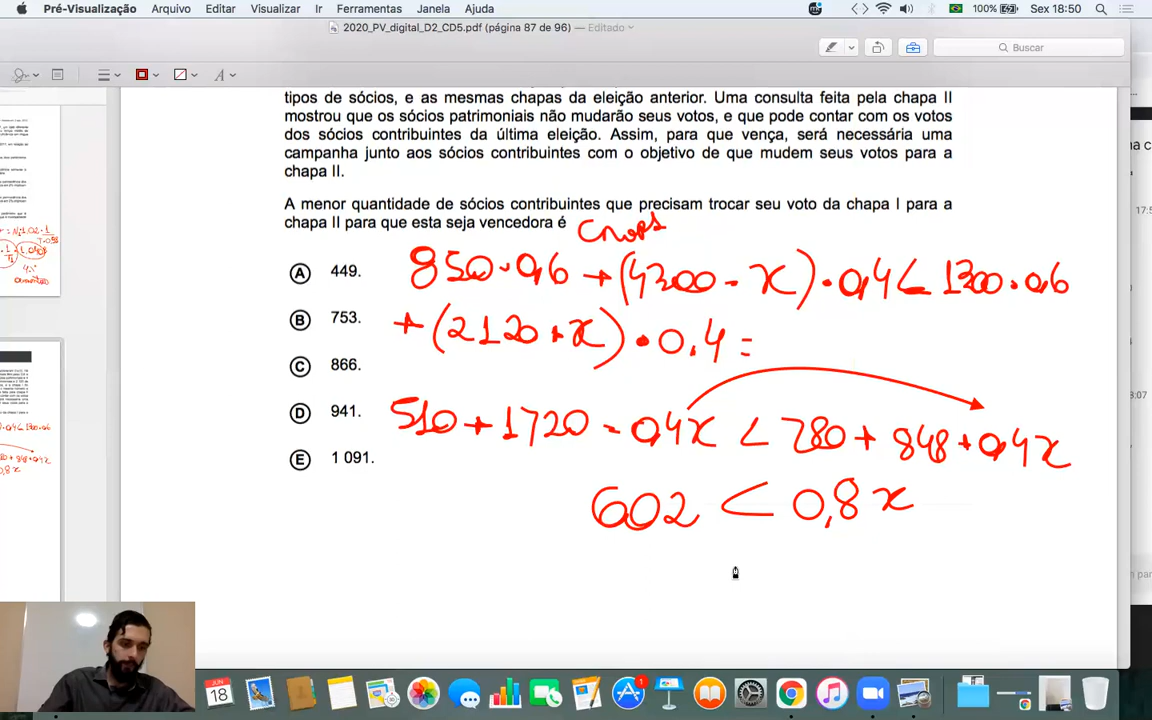 Pré-Visualização Arquivo Editar Visualizar Ir Ferramentas Janela Ajuda 100% Sex 18:50
2020_PV_digital_D2_CD5.pdf (página 87 de 96) — Editado
Buscar
tipos de sócios, e as mesmas chapas da eleição anterior. Uma consulta feita pela chapa II
mostrou que os sócios patrimoniais não mudarão seus votos, e que pode contar com os votos
dos sócios contribuintes da última eleição. Assim, para que vença, será necessária uma
campanha junto aos sócios contribuintes com o objetivo de que mudem seus votos para a
chapa II.
A menor quantidade de sócios contribuintes que precisam trocar seu voto da chapa I para a
chapa II para que esta seja vencedora é
A 449.
850 · 0,6 + (4300 - x) · 0,4 < 1300 · 0,6
B 753.
+ (2120 + x) · 0.4 =
C 866.
D 941.
510 + 1720 - 0,4x < 780 + 848 + 0,4x
E 1 091.
602 < 0,8x
JUN
18
1